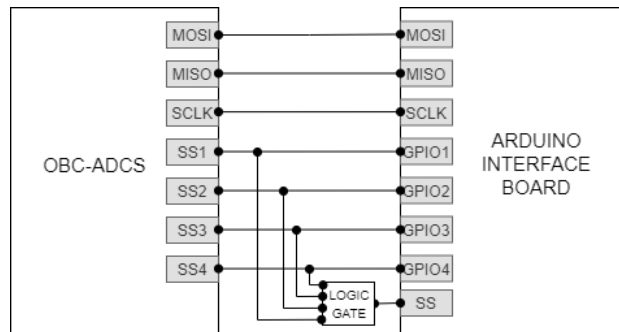 MOSI
MOSI
MISO
MISO
SCLK
SCLK
OBC-ADCS
SS1
GPIO1
ARDUINO
INTERFACE
BOARD
SS2
GPIO2
SS3
GPIO3
SS4
GPIO4
LOGIC
GATE
SS